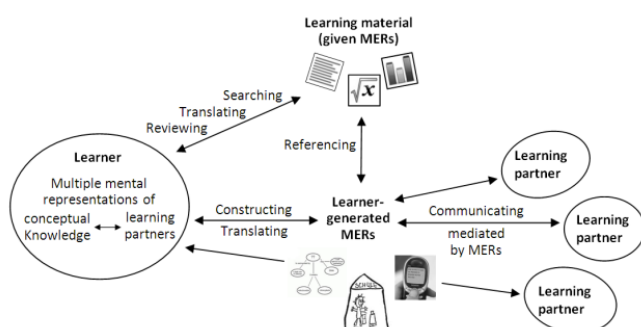 Learning material
(given MERs)
√x
Searching
Translating
Reviewing
Referencing
Learner
Multiple mental
representations of
conceptual
Knowledge
learning
partners
Constructing
Translating
Learner-
generated
MERs
Communicating
mediated
by MERs
Learning
partner
Learning
partner
Learning
partner